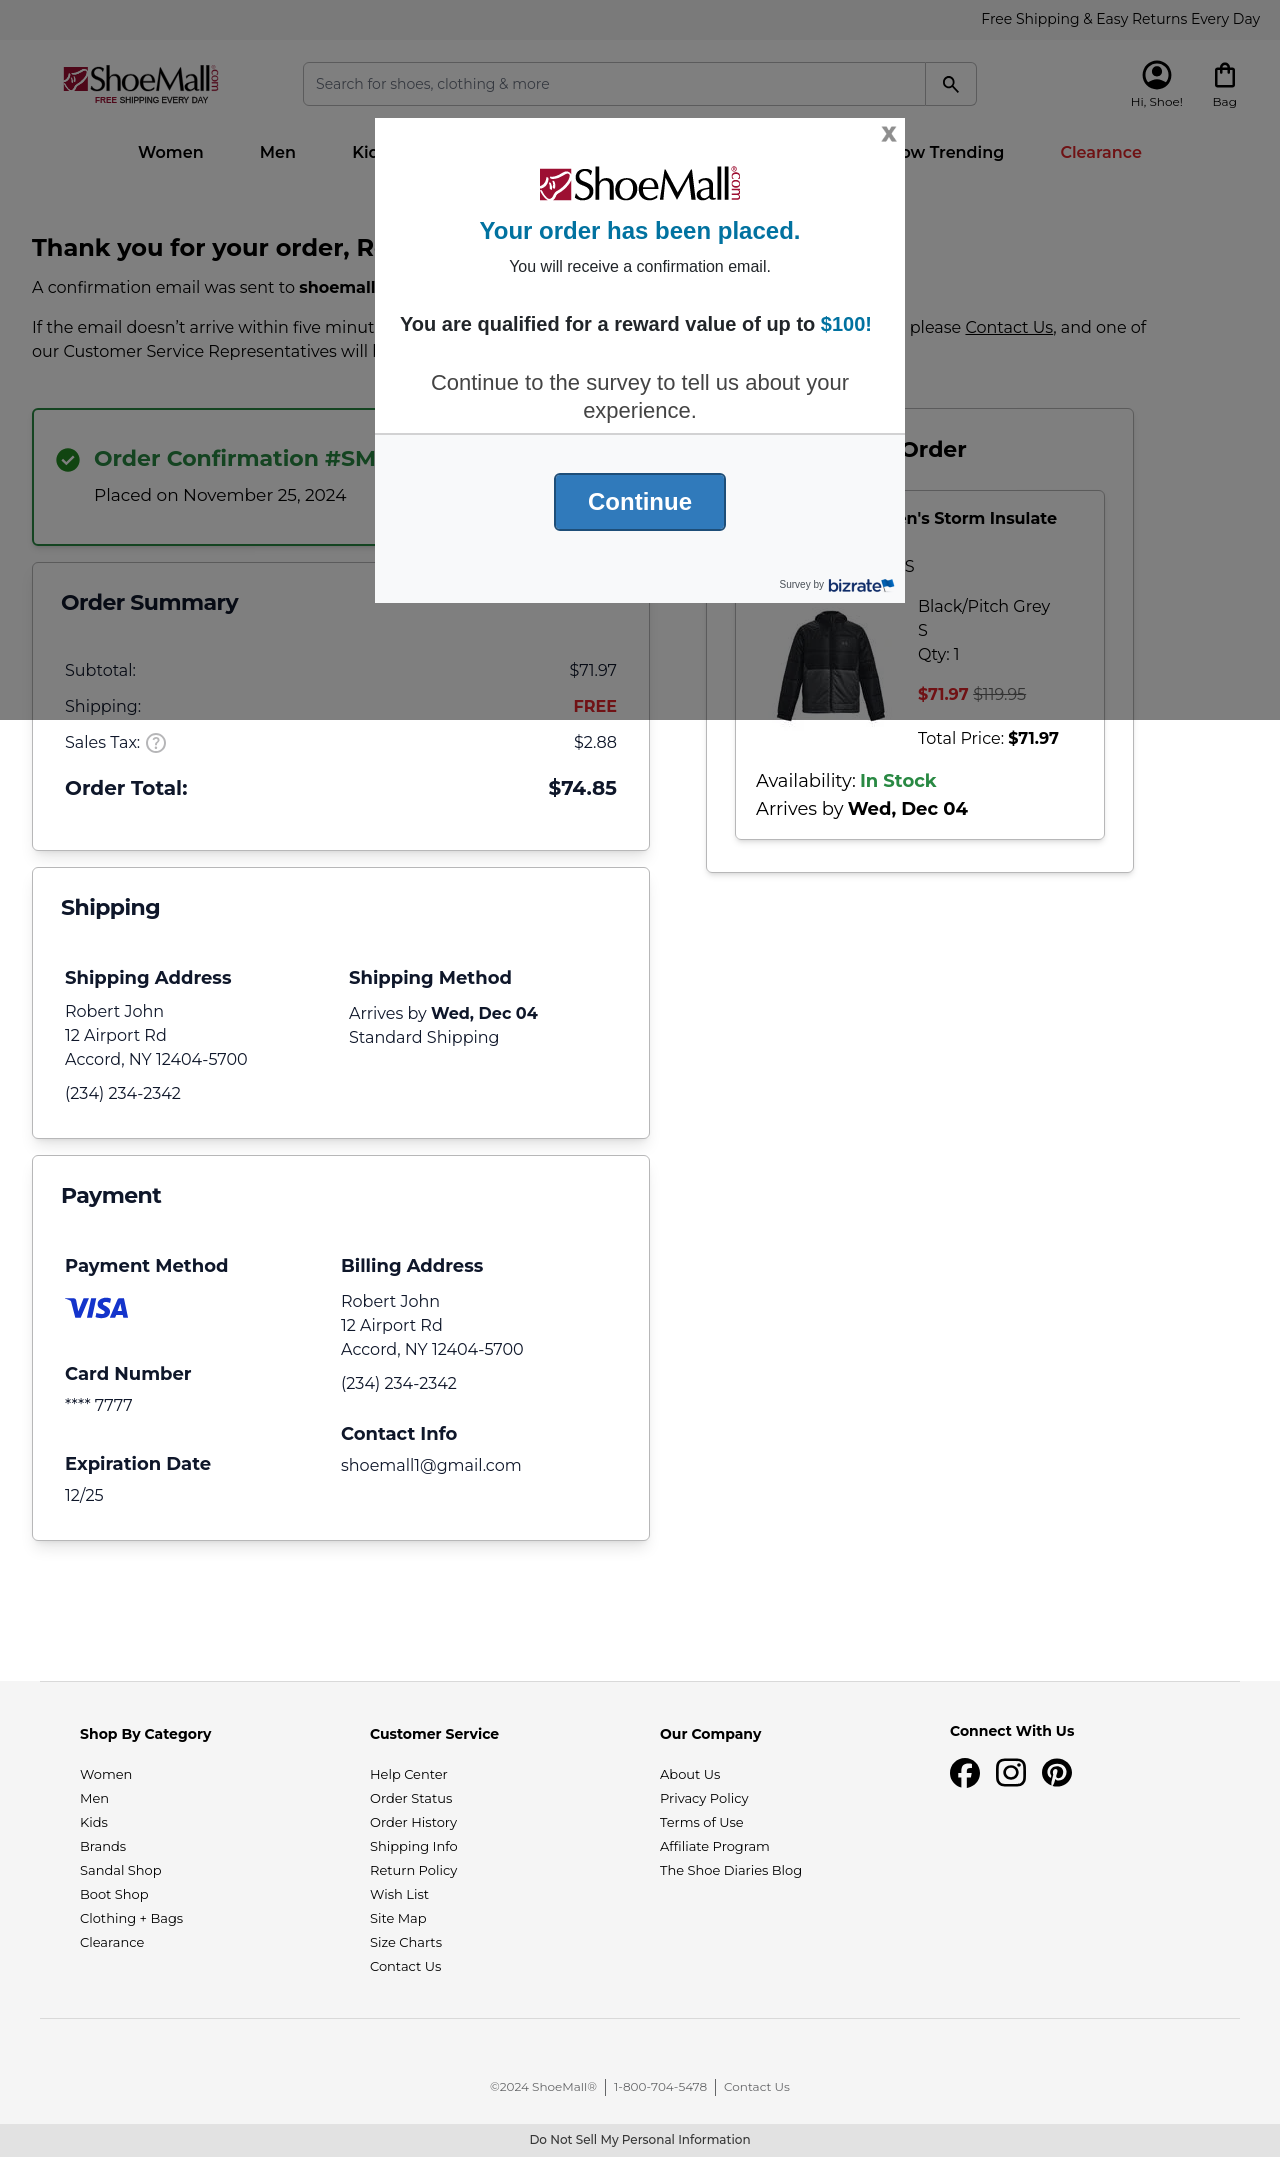 Free Shipping & Easy Returns Every Day
ShoeMall.com
FREE SHIPPING EVERY DAY
Search for shoes, clothing & more
Hi, Shoe!
Bag
Women
Men
Trending
Clearance
X
ShoeMall.com
Your order has been placed.
You will receive a confirmation email.
You are qualified for a reward value of up to $100!
Continue to the survey to tell us about your
experience.
Continue
Survey by bizrate
Thank you for your order,
A confirmation email was sent to
If the email doesn’t arrive within five please Contact Us, and one of
our Customer Service Representatives will
Order Confirmation
Placed on November 25, 2024
Order Summary
Subtotal: $71.97
Shipping: FREE
Sales Tax: ? $2.88
Order Total: $74.85
Shipping
Shipping Address
Robert John
12 Airport Rd
Accord, NY 12404-5700
(234) 234-2342
Shipping Method
Arrives by Wed, Dec 04
Standard Shipping
Payment
Payment Method
VISA
Card Number
**** 7777
Expiration Date
12/25
Billing Address
Robert John
12 Airport Rd
Accord, NY 12404-5700
(234) 234-2342
Contact Info
shoemall1@gmail.com
Order
Storm Insulate
Black/Pitch Grey
S
Qty: 1
$71.97 $119.95
Total Price: $71.97
Availability: In Stock
Arrives by Wed, Dec 04
Shop By Category
Women
Men
Kids
Brands
Sandal Shop
Boot Shop
Clothing + Bags
Clearance
Customer Service
Help Center
Order Status
Order History
Shipping Info
Return Policy
Wish List
Site Map
Size Charts
Contact Us
Our Company
About Us
Privacy Policy
Terms of Use
Affiliate Program
The Shoe Diaries Blog
Connect With Us
©2024 ShoeMall® | 1-800-704-5478 | Contact Us
Do Not Sell My Personal Information